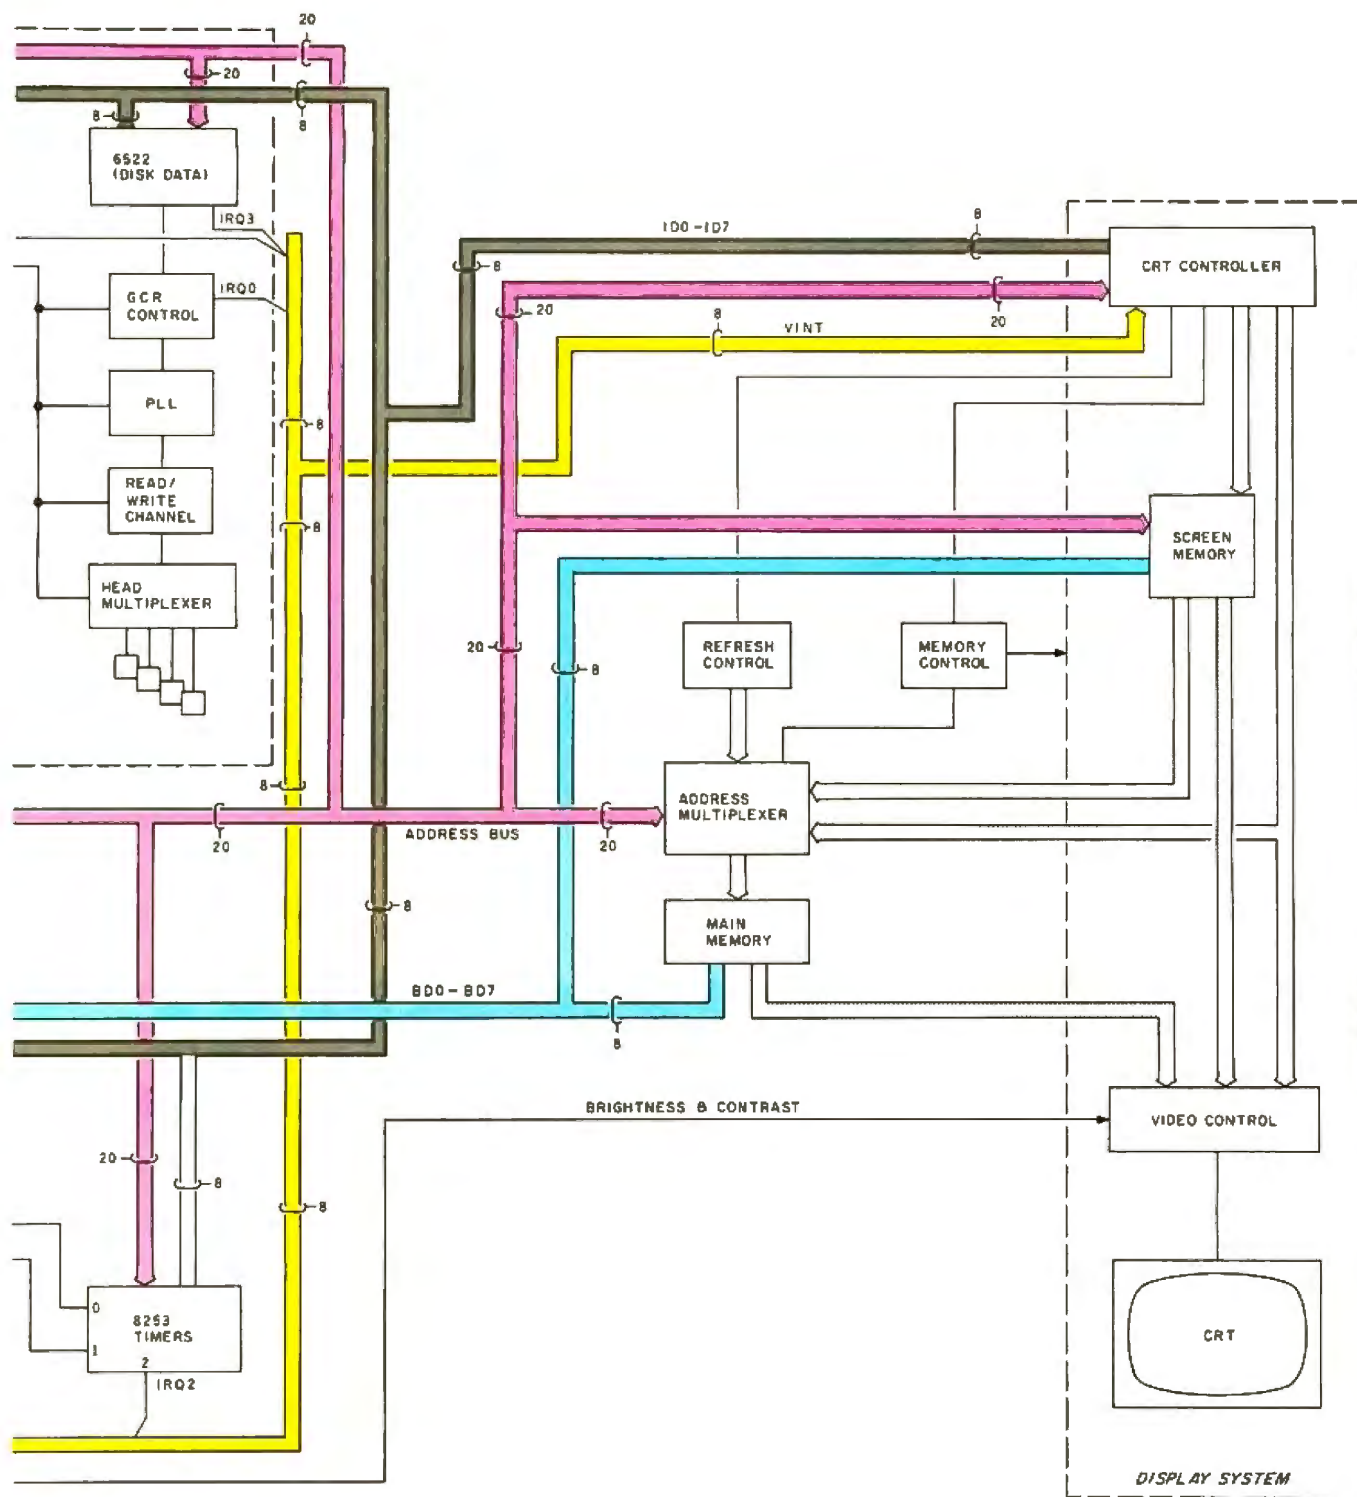 20
20
8
8
6522
(DISK DATA)
IRQ3
ID0-ID7
8
CRT CONTROLLER
8
IRQ0
GCR
CONTROL
20
20
8
VINT
PLL
8
READ/
WRITE
CHANNEL
8
SCREEN
MEMORY
HEAD
MULTIPLEXER
20
8
REFRESH
CONTROL
MEMORY
CONTROL
8
ADDRESS
MULTIPLEXER
20
ADDRESS BUS
20
8
MAIN
MEMORY
BD0-BD7
8
BRIGHTNESS & CONTRAST
VIDEO CONTROL
20
8
8
0
8253
TIMERS
1
2
IRQ2
CRT
DISPLAY SYSTEM